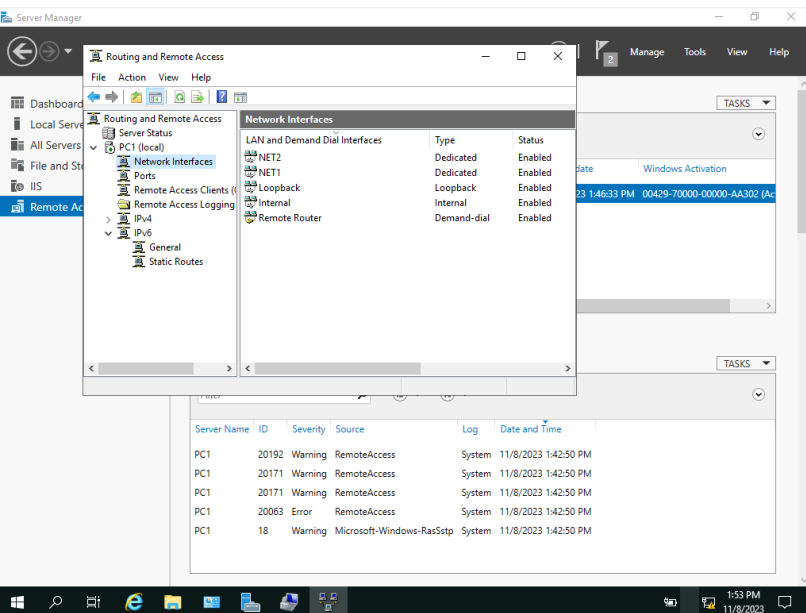 Server Manager
2
Manage Tools View Help
Routing and Remote Access
File Action View Help
Dashboard
Local Serve
All Servers
File and Sto
IIS
Remote Ac
Routing and Remote Access
Server Status
PC1 (local)
Network Interfaces
Ports
Remote Access Clients (
Remote Access Logging
IPv4
IPv6
General
Static Routes
Network Interfaces
LAN and Demand Dial Interfaces Type Status
NET2 Dedicated Enabled
NET1 Dedicated Enabled
Loopback Loopback Enabled
Internal Internal Enabled
Remote Router Demand-dial Enabled
TASKS
date Windows Activation
23 1:46:33 PM 00429-70000-00000-AA302 (Ac
TASKS
Filter
Server Name ID Severity Source Log Date and Time
PC1 20192 Warning RemoteAccess System 11/8/2023 1:42:50 PM
PC1 20171 Warning RemoteAccess System 11/8/2023 1:42:50 PM
PC1 20171 Warning RemoteAccess System 11/8/2023 1:42:50 PM
PC1 20063 Error RemoteAccess System 11/8/2023 1:42:50 PM
PC1 18 Warning Microsoft-Windows-RasSstp System 11/8/2023 1:42:50 PM
1:53 PM
11/8/2023